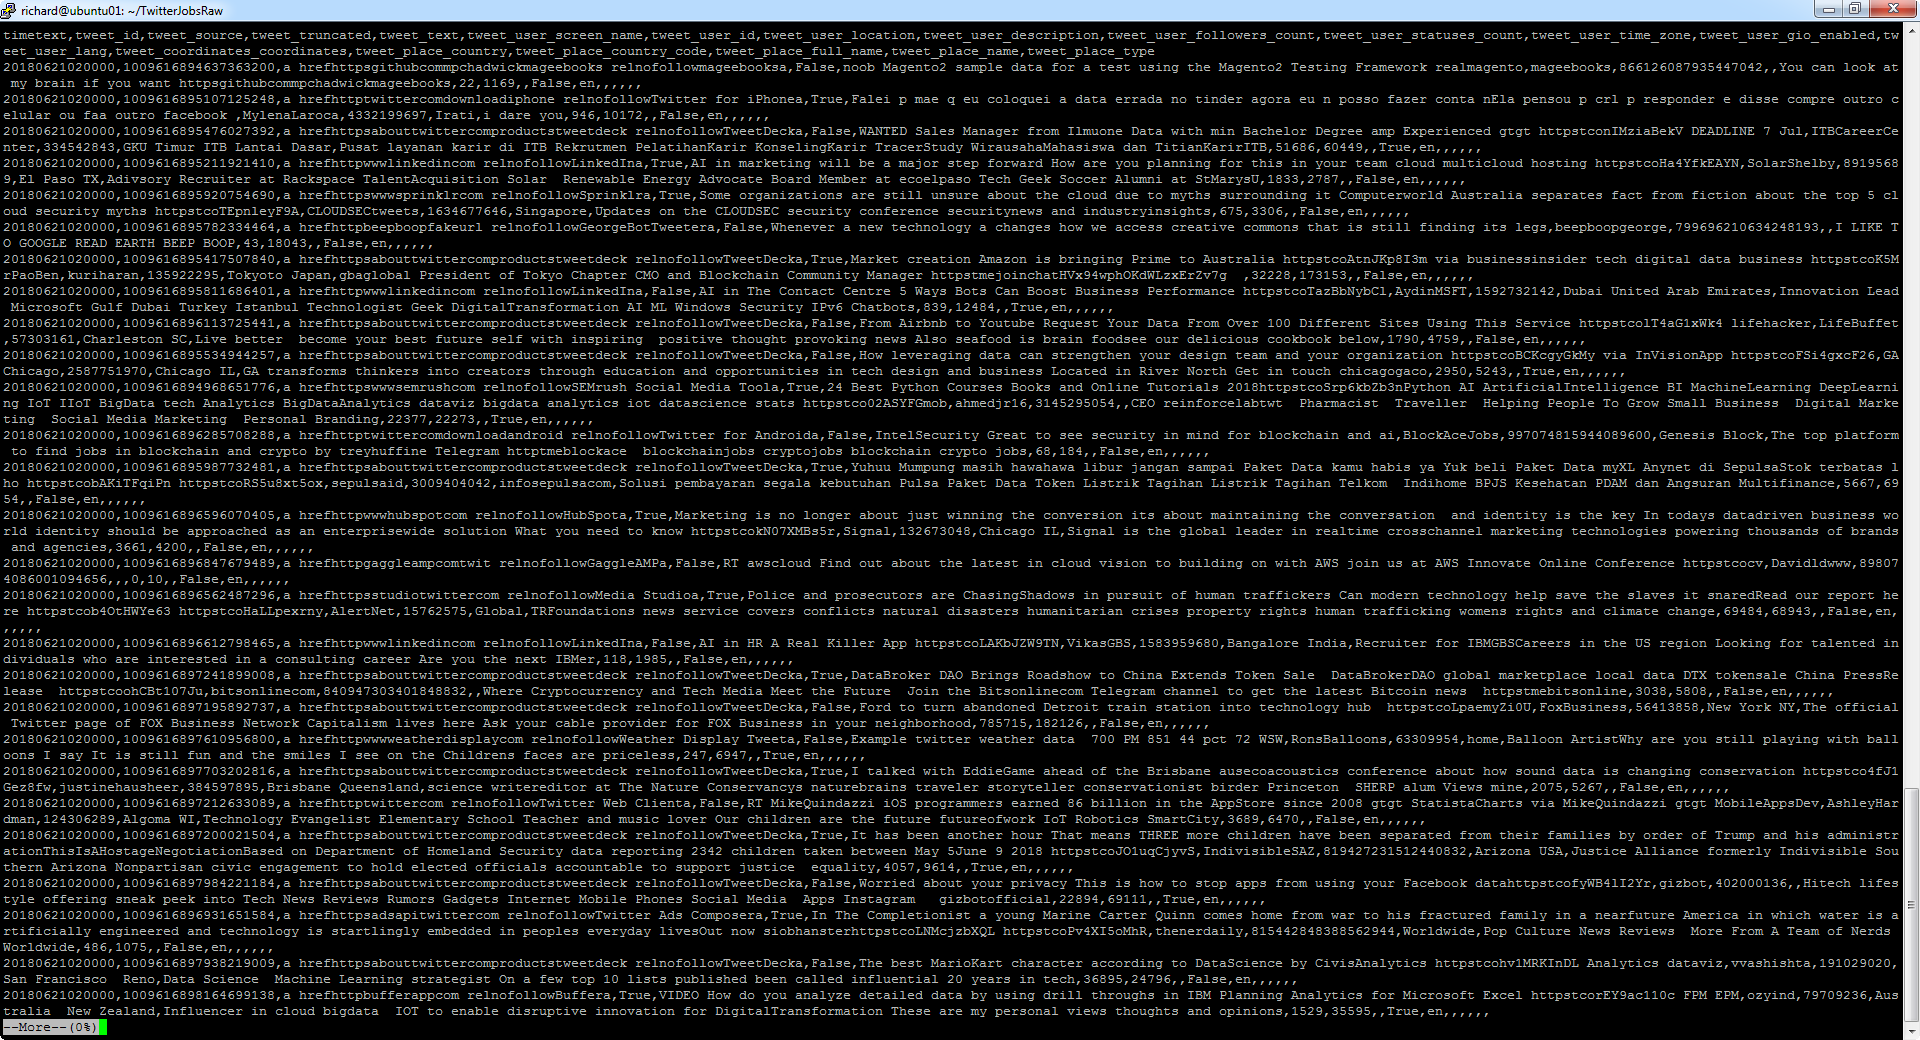 richard@ubuntu01: ~/TwitterJobsRaw
timetext,tweet_id,tweet_source,tweet_truncated,tweet_text,tweet_user_screen_name,tweet_user_id,tweet_user_location,tweet_user_description,tweet_user_followers_count,tweet_user_statuses_count,tweet_user_time_zone,tweet_user_gio_enabled,tw
eet_user_lang,tweet_coordinates_coordinates,tweet_place_country,tweet_place_country_code,tweet_place_full_name,tweet_place_name,tweet_place_type
20180621020000,1009616894637363200,a hrefhttpsgithubcommpchadwickmageebooks relnofollowmageebooksa,False,noob Magento2 sample data for a test using the Magento2 Testing Framework realmagento,mageebooks,866126087935447042,,You can look at
 my brain if you want httpsgithubcommpchadwickmageebooks,22,1169,,False,en,,,,,,
20180621020000,1009616895107125248,a hrefhttptwittercomdownloadiphone relnofollowTwitter for iPhonea,True,Falei p mae q eu coloquei a data errada no tinder agora eu n posso fazer conta nEla pensou p crl p responder e disse compre outro c
elular ou faa outro facebook ,MylenaLaroca,4332199697,Irati,i dare you,946,10172,,False,en,,,,,,
20180621020000,1009616895476027392,a hrefhttpsabouttwittercomproductstweetdeck relnofollowTweetDecka,False,WANTED Sales Manager from Ilmuone Data with min Bachelor Degree amp Experienced gtgt httpstconIMziaBekV DEADLINE 7 Jul,ITBCareerCe
nter,334542843,GKU Timur ITB Lantai Dasar,Pusat layanan karir di ITB Rekrutmen PelatihanKarir KonselingKarir TracerStudy WirausahaMahasiswa dan TitianKarirITB,51686,60449,,True,en,,,,,,
20180621020000,1009616895211921410,a hrefhttpwwwlinkedincom relnofollowLinkedIna,True,AI in marketing will be a major step forward How are you planning for this in your team cloud multicloud hosting httpstcoHa4YfkEAYN,SolarShelby,8919568
9,El Paso TX,Adivsory Recruiter at Rackspace TalentAcquisition Solar  Renewable Energy Advocate Board Member at ecoelpaso Tech Geek Soccer Alumni at StMarysU,1833,2787,,False,en,,,,,,
20180621020000,1009616895920754690,a hrefhttpswwwsprinklrcom relnofollowSprinklra,True,Some organizations are still unsure about the cloud due to myths surrounding it Computerworld Australia separates fact from fiction about the top 5 cl
oud security myths httpstcoTEpnleyF9A,CLOUDSECtweets,1634677646,Singapore,Updates on the CLOUDSEC security conference securitynews and industryinsights,675,3306,,False,en,,,,,,
20180621020000,1009616895782334464,a hrefhttpbeepboopfakeurl relnofollowGeorgeBotTweetera,False,Whenever a new technology a changes how we access creative commons that is still finding its legs,beepboopgeorge,799696210634248193,,I LIKE T
O GOOGLE READ EARTH BEEP BOOP,43,18043,,False,en,,,,,,
20180621020000,1009616895417507840,a hrefhttpsabouttwittercomproductstweetdeck relnofollowTweetDecka,True,Market creation Amazon is bringing Prime to Australia httpstcoAtnJKp8I3m via businessinsider tech digital data business httpstcoK5M
rPaoBen,kuriharan,135922295,Tokyoto Japan,gbaglobal President of Tokyo Chapter CMO and Blockchain Community Manager httpstmejoinchatHVx94wphOKdWLzxErZv7g  ,32228,173153,,False,en,,,,,,
20180621020000,1009616895811686401,a hrefhttpwwwlinkedincom relnofollowLinkedIna,False,AI in The Contact Centre 5 Ways Bots Can Boost Business Performance httpstcoTazBbNybCl,AydinMSFT,1592732142,Dubai United Arab Emirates,Innovation Lead
 Microsoft Gulf Dubai Turkey Istanbul Technologist Geek DigitalTransformation AI ML Windows Security IPv6 Chatbots,839,12484,,True,en,,,,,,
20180621020000,1009616896113725441,a hrefhttpsabouttwittercomproductstweetdeck relnofollowTweetDecka,False,From Airbnb to Youtube Request Your Data From Over 100 Different Sites Using This Service httpstcolT4aG1xWk4 lifehacker,LifeBuffet
,57303161,Charleston SC,Live better  become your best future self with inspiring  positive thought provoking news Also seafood is brain foodsee our delicious cookbook below,1790,4759,,False,en,,,,,,
20180621020000,1009616895534944257,a hrefhttpsabouttwittercomproductstweetdeck relnofollowTweetDecka,False,How leveraging data can strengthen your design team and your organization httpstcoBCKcgyGkMy via InVisionApp httpstcoFSi4gxcF26,GA
Chicago,2587751970,Chicago IL,GA transforms thinkers into creators through education and opportunities in tech design and business Located in River North Get in touch chicagogaco,2950,5243,,True,en,,,,,,
20180621020000,1009616894968651776,a hrefhttpswwwsemrushcom relnofollowSEMrush Social Media Toola,True,24 Best Python Courses Books and Online Tutorials 2018httpstcoSrp6kbZb3nPython AI ArtificialIntelligence BI MachineLearning DeepLearni
ng IoT IIoT BigData tech Analytics BigDataAnalytics dataviz bigdata analytics iot datascience stats httpstco02ASYFGmob,ahmedjr16,3145295054,,CEO reinforcelabtwt  Pharmacist  Traveller  Helping People To Grow Small Business  Digital Marke
ting  Social Media Marketing  Personal Branding,22377,22273,,True,en,,,,,,
20180621020000,1009616896285708288,a hrefhttptwittercomdownloadandroid relnofollowTwitter for Androida,False,IntelSecurity Great to see security in mind for blockchain and ai,BlockAceJobs,997074815944089600,Genesis Block,The top platform
 to find jobs in blockchain and crypto by treyhuffine Telegram httptmeblockace  blockchainjobs cryptojobs blockchain crypto jobs,68,184,,False,en,,,,,,
20180621020000,1009616895987732481,a hrefhttpsabouttwittercomproductstweetdeck relnofollowTweetDecka,True,Yuhuu Mumpung masih hawahawa libur jangan sampai Paket Data kamu habis ya Yuk beli Paket Data myXL Anynet di SepulsaStok terbatas l
ho httpstcobAKiTFqiPn httpstcoRS5u8xt5ox,sepulsaid,3009404042,infosepulsacom,Solusi pembayaran segala kebutuhan Pulsa Paket Data Token Listrik Tagihan Listrik Tagihan Telkom  Indihome BPJS Kesehatan PDAM dan Angsuran Multifinance,5667,69
54,,False,en,,,,,,
20180621020000,1009616896596070405,a hrefhttpwwwhubspotcom relnofollowHubSpota,True,Marketing is no longer about just winning the conversion its about maintaining the conversation  and identity is the key In todays datadriven business wo
rld identity should be approached as an enterprisewide solution What you need to know httpstcokN07XMBs5r,Signal,132673048,Chicago IL,Signal is the global leader in realtime crosschannel marketing technologies powering thousands of brands
 and agencies,3661,4200,,False,en,,,,,,
20180621020000,1009616896847679489,a hrefhttpgaggleampcomtwit relnofollowGaggleAMPa,False,RT awscloud Find out about the latest in cloud vision to building on with AWS join us at AWS Innovate Online Conference httpstcocv,Davidldwww,89807
4086001094656,,,0,10,,False,en,,,,,,
20180621020000,1009616896562487296,a hrefhttpsstudiotwittercom relnofollowMedia Studioa,True,Police and prosecutors are ChasingShadows in pursuit of human traffickers Can modern technology help save the slaves it snaredRead our report he
re httpstcob4OtHWYe63 httpstcoHaLLpexrny,AlertNet,15762575,Global,TRFoundations news service covers conflicts natural disasters humanitarian crises property rights human trafficking womens rights and climate change,69484,68943,,False,en,
,,,,,
20180621020000,1009616896612798465,a hrefhttpwwwlinkedincom relnofollowLinkedIna,False,AI in HR A Real Killer App httpstcoLAKbJZW9TN,VikasGBS,1583959680,Bangalore India,Recruiter for IBMGBSCareers in the US region Looking for talented in
dividuals who are interested in a consulting career Are you the next IBMer,118,1985,,False,en,,,,,,
20180621020000,1009616897241899008,a hrefhttpsabouttwittercomproductstweetdeck relnofollowTweetDecka,True,DataBroker DAO Brings Roadshow to China Extends Token Sale  DataBrokerDAO global marketplace local data DTX tokensale China PressRe
lease  httpstcoohCBt107Ju,bitsonlinecom,840947303401848832,,Where Cryptocurrency and Tech Media Meet the Future  Join the Bitsonlinecom Telegram channel to get the latest Bitcoin news  httpstmebitsonline,3038,5808,,False,en,,,,,,
20180621020000,1009616897195892737,a hrefhttpsabouttwittercomproductstweetdeck relnofollowTweetDecka,False,Ford to turn abandoned Detroit train station into technology hub  httpstcoLpaemyZi0U,FoxBusiness,56413858,New York NY,The official
 Twitter page of FOX Business Network Capitalism lives here Ask your cable provider for FOX Business in your neighborhood,785715,182126,,False,en,,,,,,
20180621020000,1009616897610956800,a hrefhttpwwwweatherdisplaycom relnofollowWeather Display Tweeta,False,Example twitter weather data  700 PM 851 44 pct 72 WSW,RonsBalloons,63309954,home,Balloon ArtistWhy are you still playing with ball
oons I say It is still fun and the smiles I see on the Childrens faces are priceless,247,6947,,True,en,,,,,,
20180621020000,1009616897703202816,a hrefhttpsabouttwittercomproductstweetdeck relnofollowTweetDecka,True,I talked with EddieGame ahead of the Brisbane ausecoacoustics conference about how sound data is changing conservation httpstco4fJ1
Gez8fw,justinehausheer,384597895,Brisbane Queensland,science writereditor at The Nature Conservancys naturebrains traveler storyteller conservationist birder Princeton  SHERP alum Views mine,2075,5267,,False,en,,,,,,
20180621020000,1009616897212633089,a hrefhttptwittercom relnofollowTwitter Web Clienta,False,RT MikeQuindazzi iOS programmers earned 86 billion in the AppStore since 2008 gtgt StatistaCharts via MikeQuindazzi gtgt MobileAppsDev,AshleyHar
dman,124306289,Algoma WI,Technology Evangelist Elementary School Teacher and music lover Our children are the future futureofwork IoT Robotics SmartCity,3689,6470,,False,en,,,,,,
20180621020000,1009616897200021504,a hrefhttpsabouttwittercomproductstweetdeck relnofollowTweetDecka,True,It has been another hour That means THREE more children have been separated from their families by order of Trump and his administr
ationThisIsAHostageNegotiationBased on Department of Homeland Security data reporting 2342 children taken between May 5June 9 2018 httpstcoJO1uqCjyvS,IndivisibleSAZ,819427231512440832,Arizona USA,Justice Alliance formerly Indivisible Sou
thern Arizona Nonpartisan civic engagement to hold elected officials accountable to support justice  equality,4057,9614,,True,en,,,,,,
20180621020000,1009616897984221184,a hrefhttpsabouttwittercomproductstweetdeck relnofollowTweetDecka,False,Worried about your privacy This is how to stop apps from using your Facebook datahttpstcofyWB4lI2Yr,gizbot,402000136,,Hitech lifes
tyle offering sneak peek into Tech News Reviews Rumors Gadgets Internet Mobile Phones Social Media  Apps Instagram   gizbotofficial,22894,69111,,True,en,,,,,,
20180621020000,1009616896931651584,a hrefhttpsadsapitwittercom relnofollowTwitter Ads Composera,True,In The Completionist a young Marine Carter Quinn comes home from war to his fractured family in a nearfuture America in which water is a
rtificially engineered and technology is startlingly embedded in peoples everyday livesOut now siobhansterhttpstcoLNMcjzbXQL httpstcoPv4XI5oMhR,thenerdaily,815442848388562944,Worldwide,Pop Culture News Reviews  More From A Team of Nerds
Worldwide,486,1075,,False,en,,,,,,
20180621020000,1009616897938219009,a hrefhttpsabouttwittercomproductstweetdeck relnofollowTweetDecka,False,The best MarioKart character according to DataScience by CivisAnalytics httpstcohv1MRKInDL Analytics dataviz,vvashishta,191029020,
San Francisco  Reno,Data Science  Machine Learning strategist On a few top 10 lists published been called influential 20 years in tech,36895,24796,,False,en,,,,,,
20180621020000,1009616898164699138,a hrefhttpbufferappcom relnofollowBuffera,True,VIDEO How do you analyze detailed data by using drill throughs in IBM Planning Analytics for Microsoft Excel httpstcorEY9ac110c FPM EPM,ozyind,79709236,Aus
tralia  New Zealand,Influencer in cloud bigdata  IOT to enable disruptive innovation for DigitalTransformation These are my personal views thoughts and opinions,1529,35595,,True,en,,,,,,
--More--(0%)